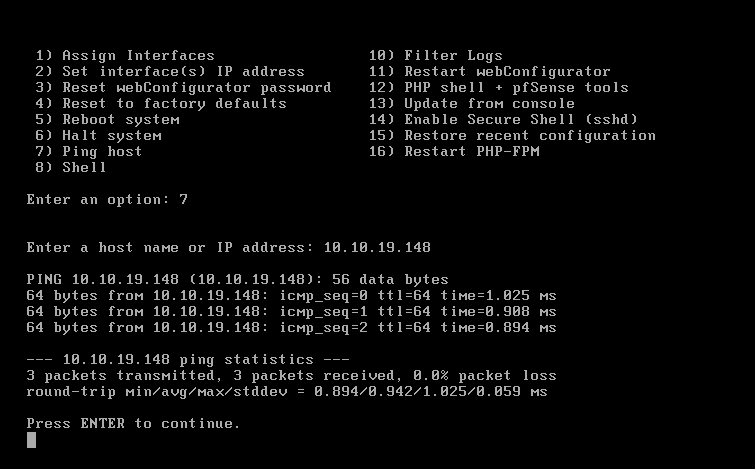 1) Assign Interfaces                  10) Filter Logs
2) Set interface(s) IP address        11) Restart webConfigurator
3) Reset webConfigurator password     12) PHP shell + pfSense tools
4) Reset to factory defaults          13) Update from console
5) Reboot system                      14) Enable Secure Shell (sshd)
6) Halt system                        15) Restore recent configuration
7) Ping host                          16) Restart PHP-FPM
8) Shell
Enter an option: 7
Enter a host name or IP address: 10.10.19.148
PING 10.10.19.148 (10.10.19.148): 56 data bytes
64 bytes from 10.10.19.148: icmp_seq=0 ttl=64 time=1.025 ms
64 bytes from 10.10.19.148: icmp_seq=1 ttl=64 time=0.908 ms
64 bytes from 10.10.19.148: icmp_seq=2 ttl=64 time=0.894 ms
--- 10.10.19.148 ping statistics ---
3 packets transmitted, 3 packets received, 0.0% packet loss
round-trip min/avg/max/stddev = 0.894/0.942/1.025/0.059 ms
Press ENTER to continue.